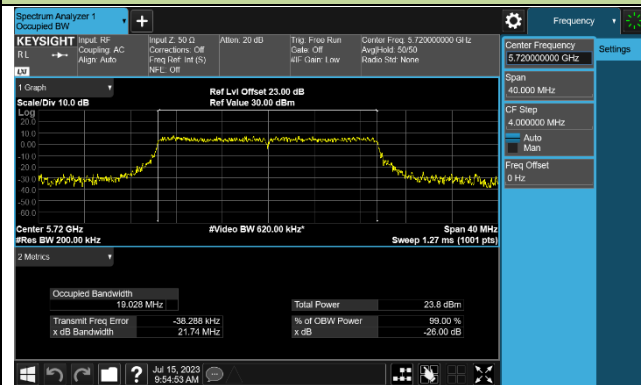 Spectrum Analyzer 1
Occupied BW
Frequency
KEYSIGHT
RL
LXI
Input: RF
Coupling: AC
Align: Auto
Input Z: 50 Ω
Corrections: Off
Freq Ref: Int (S)
NFE: Off
Atten: 20 dB
Trig: Free Run
Gate: Off
#IF Gain: Low
Center Freq: 5.720000000 GHz
Avg|Hold: 50/50
Radio Std: None
Center Frequency
5.720000000 GHz
Settings
Span
40.000 MHz
CF Step
4.000000 MHz
Auto
Man
Freq Offset
0 Hz
1 Graph
Scale/Div 10.0 dB
Ref Lvl Offset 23.00 dB
Ref Value 30.00 dBm
Log
20.0
10.0
0.00
-10.0
-20.0
-30.0
-40.0
-50.0
-60.0
Center 5.72 GHz
#Res BW 200.00 kHz
#Video BW 620.00 kHz*
Span 40 MHz
Sweep 1.27 ms (1001 pts)
2 Metrics
Occupied Bandwidth
19.028 MHz
Total Power
23.8 dBm
Transmit Freq Error
-38.288 kHz
% of OBW Power
99.00 %
x dB Bandwidth
21.74 MHz
x dB
-26.00 dB
Jul 15, 2023
9:54:53 AM